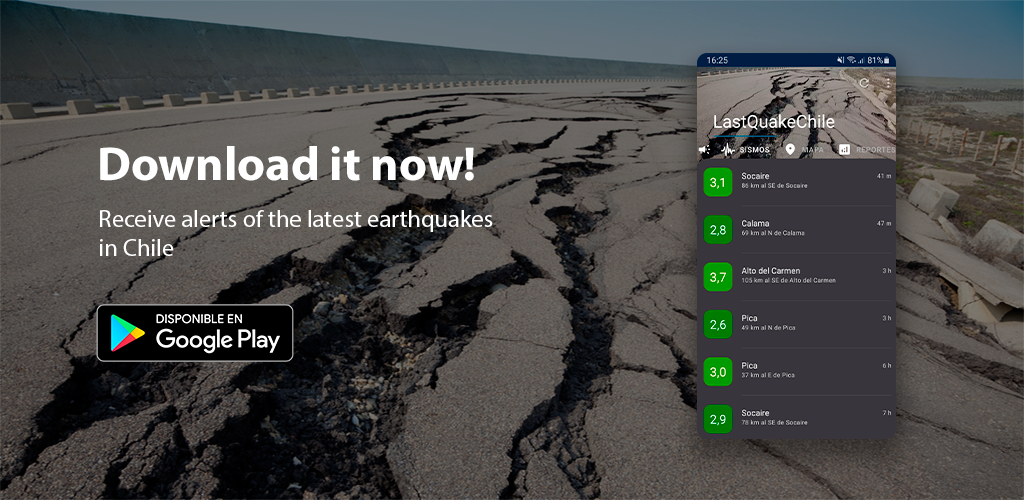 Download it now!
Receive alerts of the latest earthquakes
in Chile
DISPONIBLE EN
Google Play
16:25 81%
LastQuakeChile
SISMOS MAPA REPORTES
3,1 Socaire 41 m
86 km al SE de Socaire
2,8 Calama 47 m
69 km al N de Calama
3,7 Alto del Carmen 3 h
105 km al SE de Alto del Carmen
2,6 Pica 3 h
49 km al N de Pica
3,0 Pica 6 h
37 km al E de Pica
2,9 Socaire 7 h
78 km al SE de Socaire